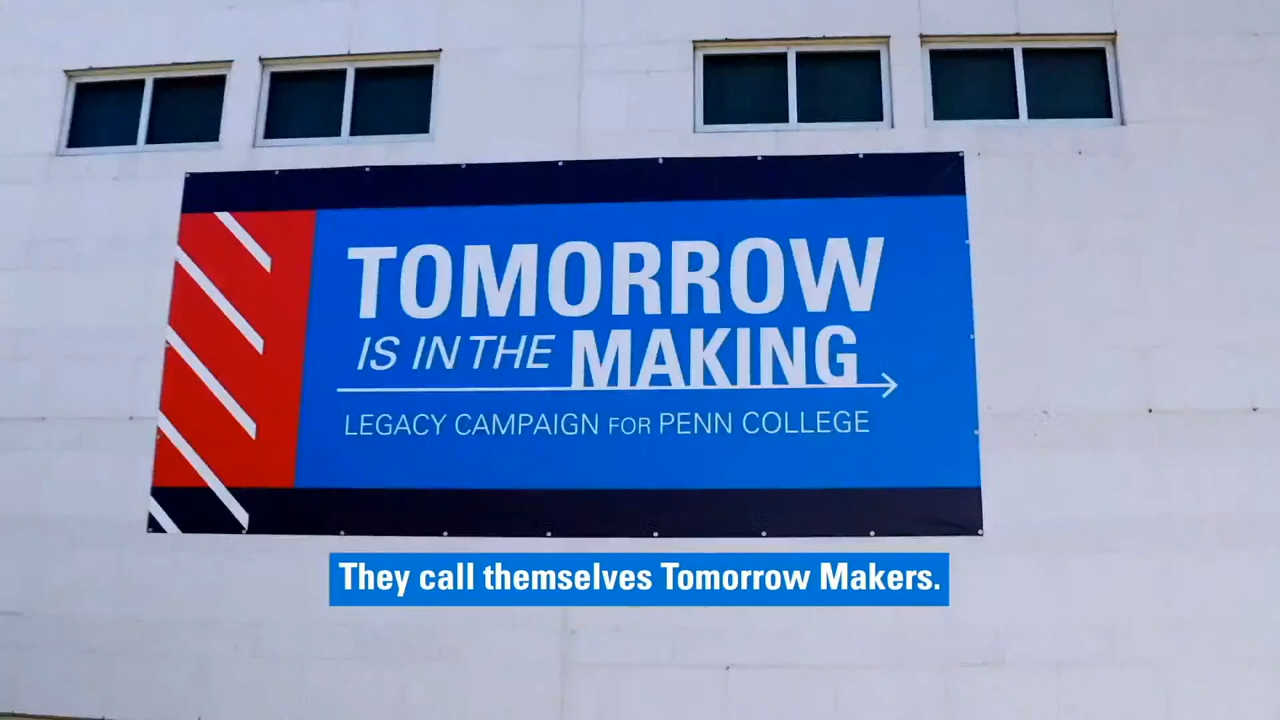 TOMORROW
IS IN THE MAKING
LEGACY CAMPAIGN FOR PENN COLLEGE
They call themselves Tomorrow Makers.